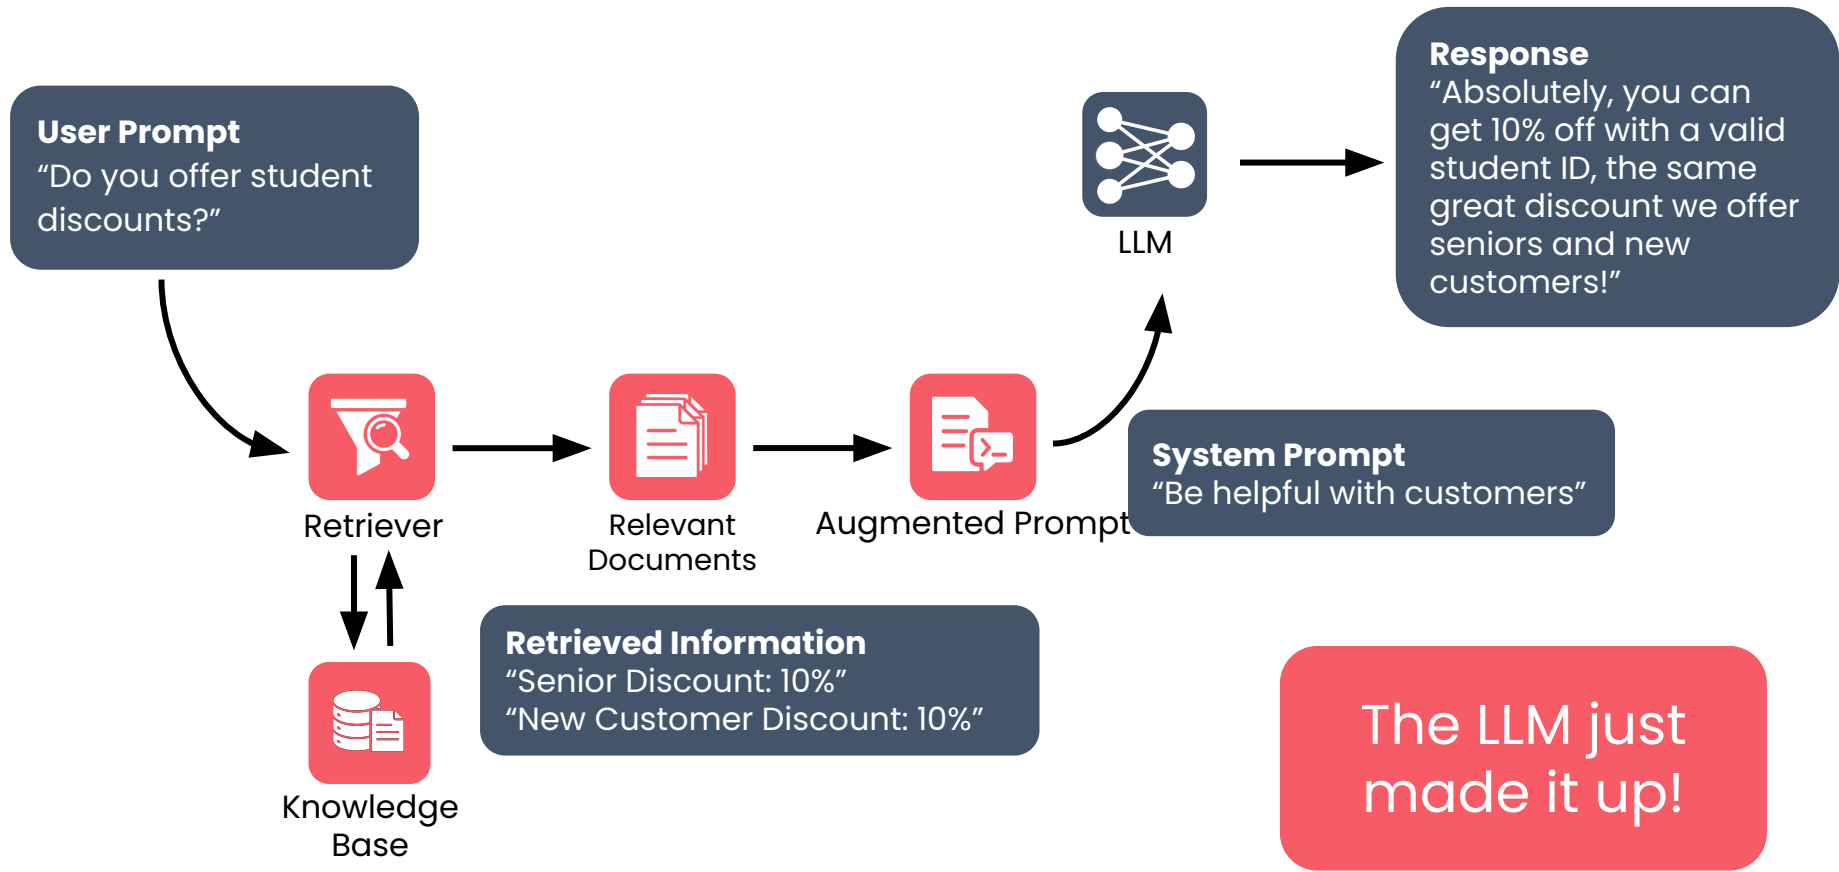 User Prompt
“Do you offer student
discounts?”
Retriever
Knowledge
Base
Relevant
Documents
Retrieved Information
“Senior Discount: 10%”
“New Customer Discount: 10%”
Augmented Prompt
System Prompt
“Be helpful with customers”
LLM
Response
“Absolutely, you can
get 10% off with a valid
student ID, the same
great discount we offer
seniors and new
customers!”
The LLM just
made it up!